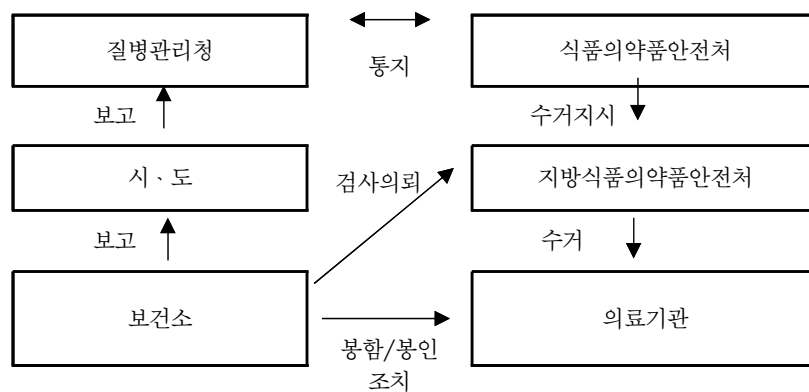 질병관리청
통지
식품의약품안전처
보고
수거지시
시、도
검사의뢰
지방식품의약품안전처
보고
수거
보건소
봉함/봉인
조치
의료기관